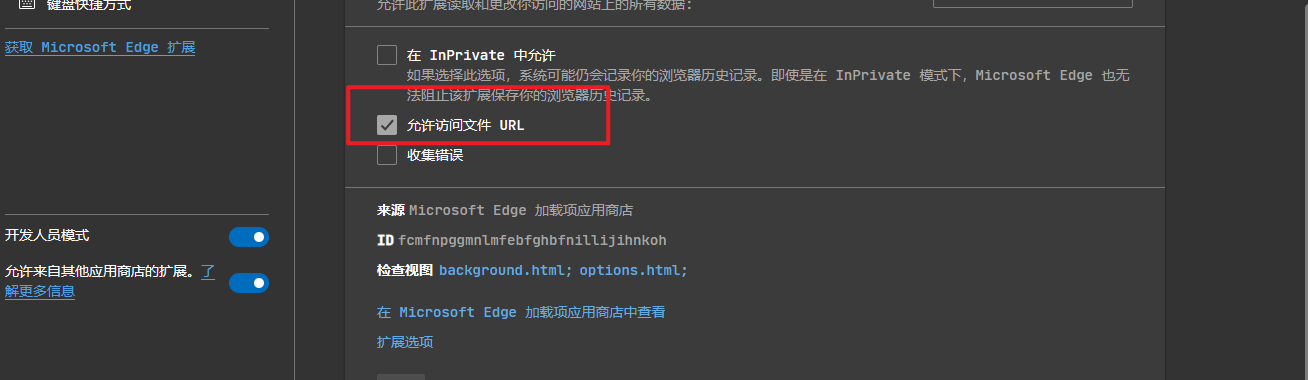 键盘快捷方式
获取 Microsoft Edge 扩展
开发人员模式
允许来自其他应用商店的扩展。了
解更多信息
允许此扩展读取和更改你访问的网站上的所有数据:
在 InPrivate 中允许
如果选择此选项，系统可能仍会记录你的浏览器历史记录。即使是在 InPrivate 模式下，Microsoft Edge 也无
法阻止该扩展保存你的浏览器历史记录。
允许访问文件 URL
收集错误
来源 Microsoft Edge 加载项应用商店
ID fcmfnpggmnlmfebfghbfnillijihnkoh
检查视图 background.html; options.html;
在 Microsoft Edge 加载项应用商店中查看
扩展选项